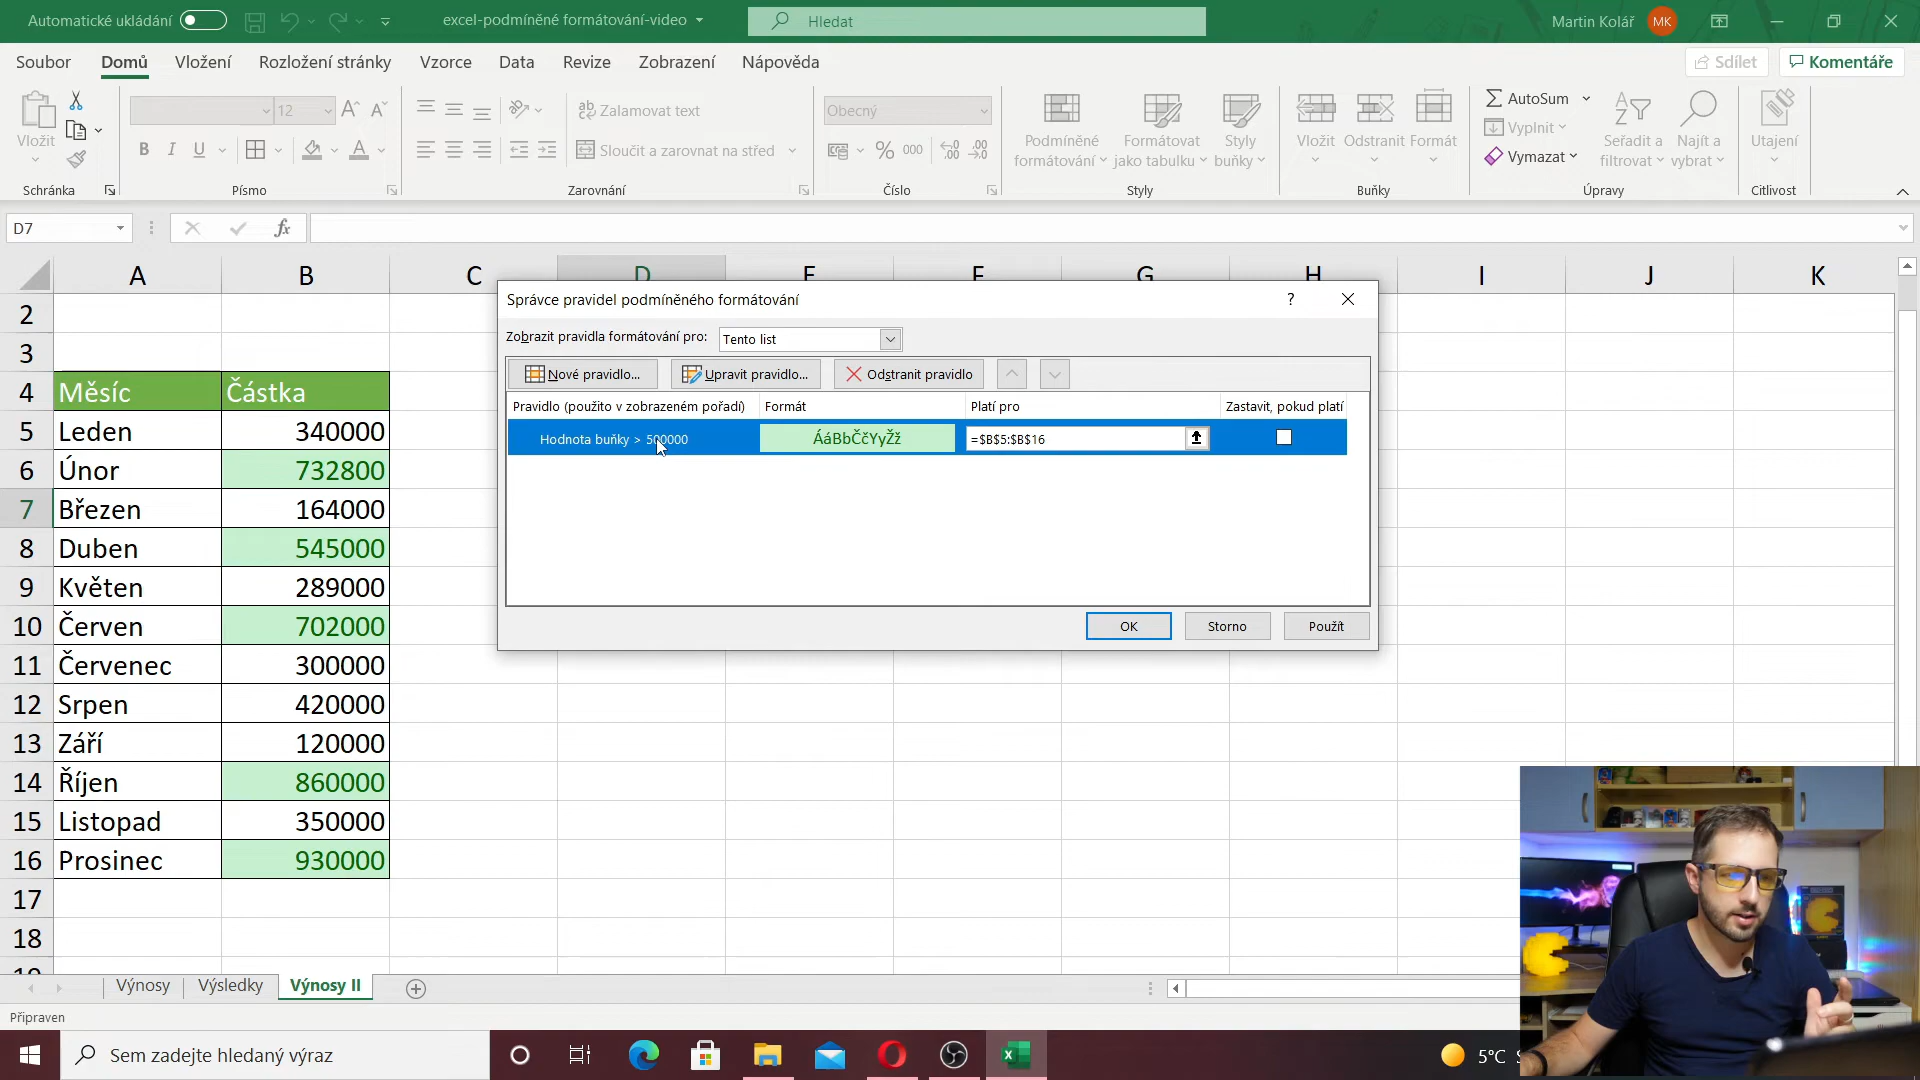 Automatické ukládání
excel-podmíněné formátování-video
Hledat
Martin Kolář
MK
Soubor
Domů
Vložení
Rozložení stránky
Vzorce
Data
Revize
Zobrazení
Nápověda
Sdílet
Komentáře
Vložit
Schránka
12
B
I
U
A
Písmo
Zalamovat text
Sloučit a zarovnat na střed
Zarovnání
Obecný
%
000
Číslo
Podmíněné formátování
Formátovat jako tabulku
Styly buňky
Styly
Vložit
Odstranit
Formát
Buňky
AutoSum
Vyplnit
Vymazat
Seřadit a filtrovat
Najít a vybrat
Úpravy
Utajení
Citlivost
D7
fx
A B C D E F G H I J K
2
3
4 Měsíc Částka
5 Leden 340000
6 Únor 732800
7 Březen 164000
8 Duben 545000
9 Květen 289000
10 Červen 702000
11 Červenec 300000
12 Srpen 420000
13 Září 120000
14 Říjen 860000
15 Listopad 350000
16 Prosinec 930000
17
18
Správce pravidel podmíněného formátování
?
Zobrazit pravidla formátování pro:
Tento list
Nové pravidlo...
Upravit pravidlo...
Odstranit pravidlo
Pravidlo (použito v zobrazeném pořadí)
Formát
Platí pro
Zastavit, pokud platí
Hodnota buňky > 500000
ÁáBbČčYyŽž
=$B$5:$B$16
OK
Storno
Použít
Výnosy
Výsledky
Výnosy II
Připraven
Sem zadejte hledaný výraz
5°C